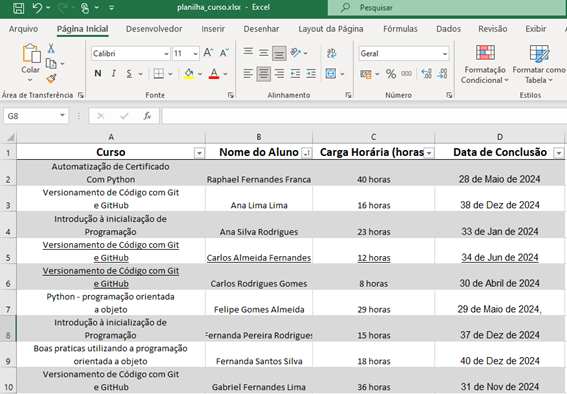 planilha_curso.xlsx - Excel
Pesquisar
Arquivo Página Inicial Desenvolvedor Inserir Desenhar Layout da Página Fórmulas Dados Revisão Exibir
Colar
Calibri 11
N I S
Geral
Formatação Condicional
Formatar como Tabela
Área de Transferência Fonte Alinhamento Número Estilos
G8 fx
A B C D
1 Curso Nome do Aluno Carga Horária (horas Data de Conclusão
Automatização de Certificado
2 Com Python Raphael Fernandes Franca 40 horas 28 de Maio de 2024
Versionamento de Código com Git
3 e GitHub Ana Lima Lima 16 horas 38 de Dez de 2024
Introdução à inicialização de
4 Programação Ana Silva Rodrigues 23 horas 33 de Jan de 2024
Versionamento de Código com Git
5 e GitHub Carlos Almeida Fernandes 12 horas 34 de Jun de 2024
Versionamento de Código com Git
6 e GitHub Carlos Rodrigues Gomes 8 horas 30 de Abril de 2024
Python - programação orientada
7 a objeto Felipe Gomes Almeida 29 horas 29 de Maio de 2024,
Introdução à inicialização de
8 Programação Fernanda Pereira Rodrigues 15 horas 37 de Dez de 2024
Boas praticas utilizando a programação
9 orientada a objeto Fernanda Santos Silva 18 horas 40 de Dez de 2024
Versionamento de Código com Git
10 e GitHub Gabriel Fernandes Lima 36 horas 31 de Nov de 2024